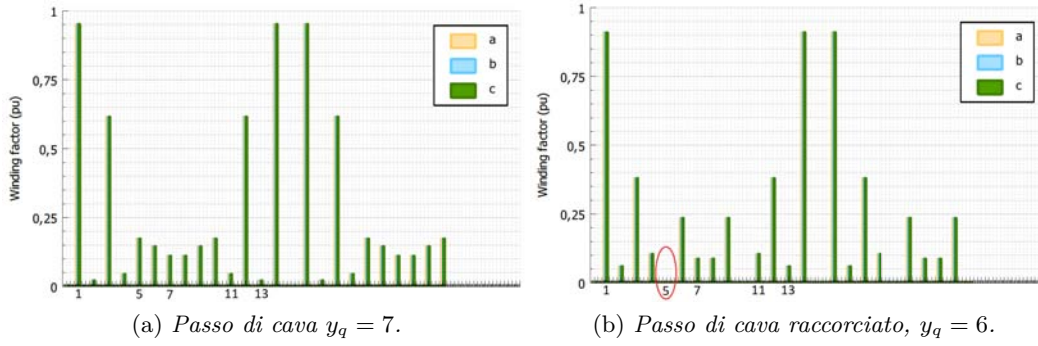 Winding factor (pu)
1
0,75
0,5
0,25
0
1 5 7 11 13
a
b
c
(a) Passo di cava y_q = 7.
Winding factor (pu)
1
0,75
0,5
0,25
0
1 5 7 11 13
a
b
c
(b) Passo di cava raccorciato, y_q = 6.